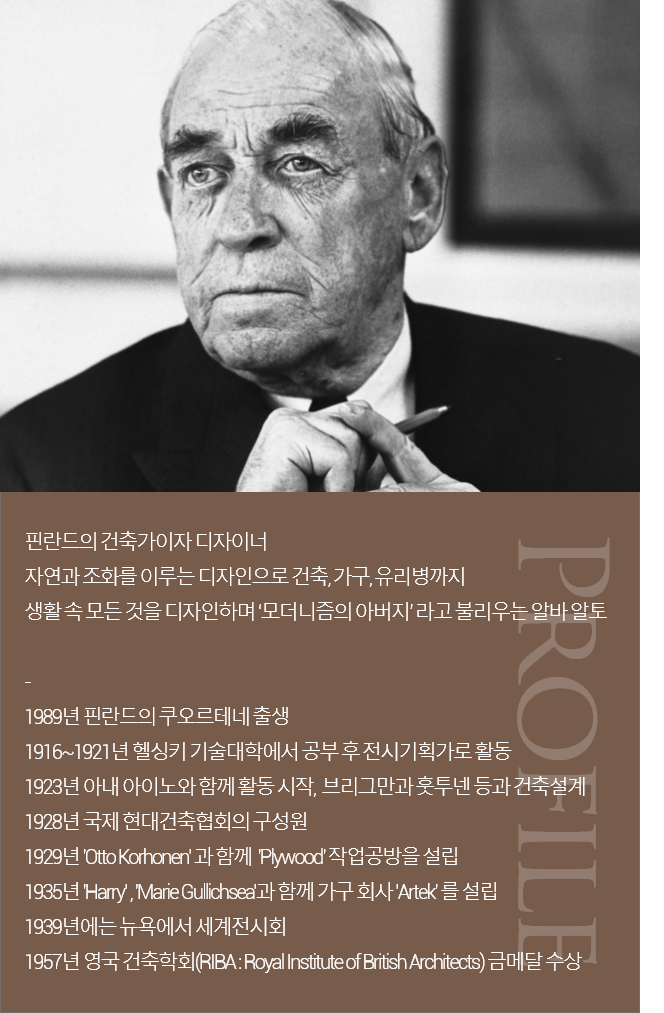 핀란드의 건축가이자 디자이너
자연과 조화를 이루는 디자인으로 건축, 가구, 유리병까지
생활 속 모든 것을 디자인하며 '모더니즘의 아버지' 라고 불리우는 알바 알토
-
1989년 핀란드의 쿠오르테네 출생
1916~1921년 헬싱키 기술대학에서 공부 후 전시기획가로 활동
1923년 아내 아이노와 함께 활동 시작, 브리그만과 훗투넨 등과 건축설계
1928년 국제 현대건축협회의 구성원
1929년 'Otto Korhonen' 과 함께 'Plywood' 작업공방을 설립
1935년 'Harry' , 'Marie Gullichsea'과 함께 가구 회사 'Artek' 를 설립
1939년에는 뉴욕에서 세계전시회
1957년 영국 건축학회(RIBA : Royal Institute of British Architects) 금메달 수상
PROFILE